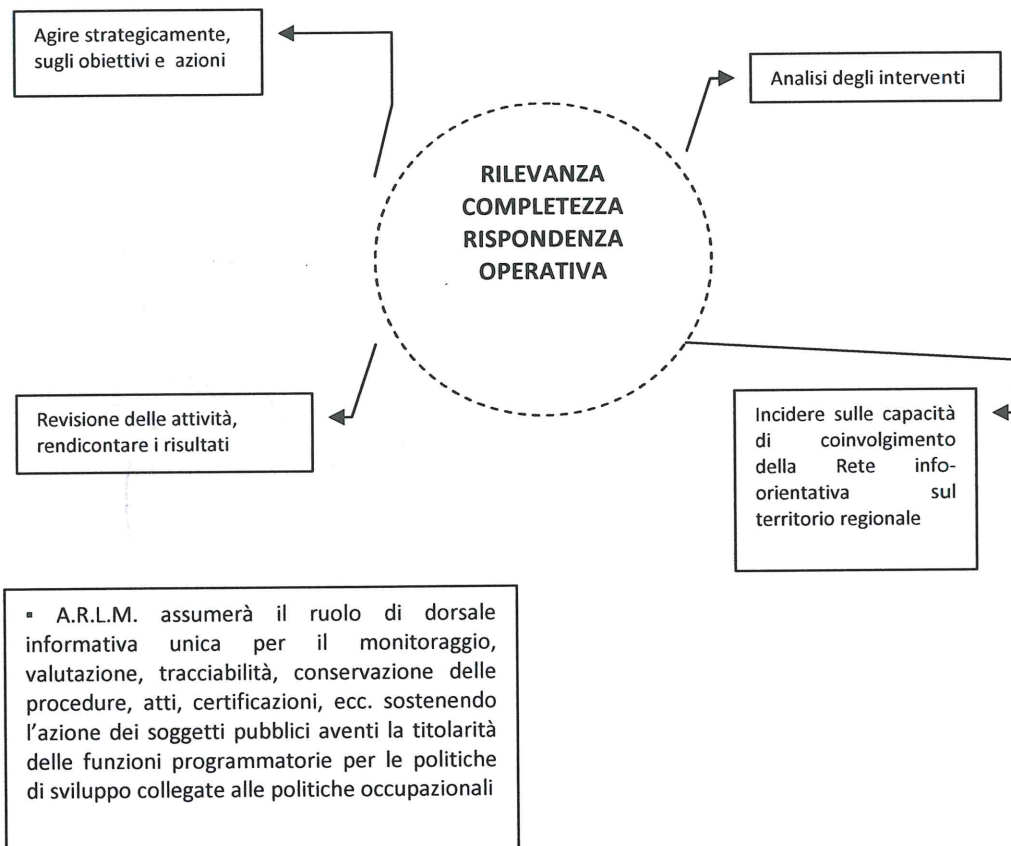 Agire strategicamente,
sugli obiettivi e azioni
Analisi degli interventi
RILEVANZA
COMPLETEZZA
RISPONDENZA
OPERATIVA
Revisione delle attività,
rendicontare i risultati
Incidere sulle capacità
di coinvolgimento
della Rete info-
orientativa sul
territorio regionale
▪ A.R.L.M. assumerà il ruolo di dorsale
informativa unica per il monitoraggio,
valutazione, tracciabilità, conservazione delle
procedure, atti, certificazioni, ecc. sostenendo
l'azione dei soggetti pubblici aventi la titolarità
delle funzioni programmatorie per le politiche
di sviluppo collegate alle politiche occupazionali